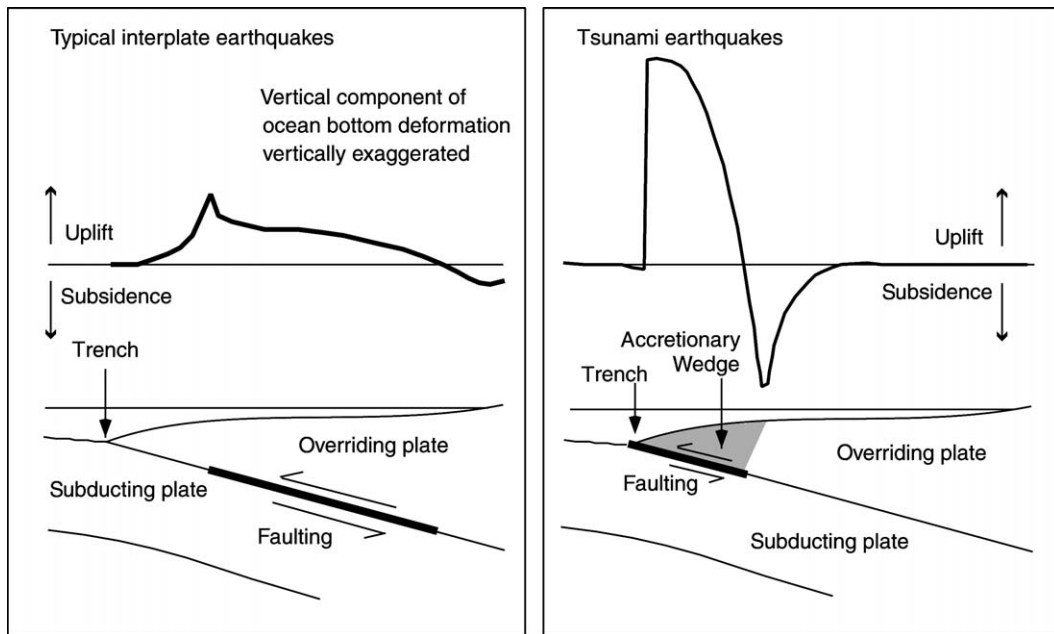 Typical interplate earthquakes
Vertical component of
ocean bottom deformation
vertically exaggerated
Uplift
Subsidence
Trench
Overriding plate
Subducting plate
Faulting
Tsunami earthquakes
Uplift
Subsidence
Accretionary
Wedge
Trench
Overriding plate
Faulting
Subducting plate